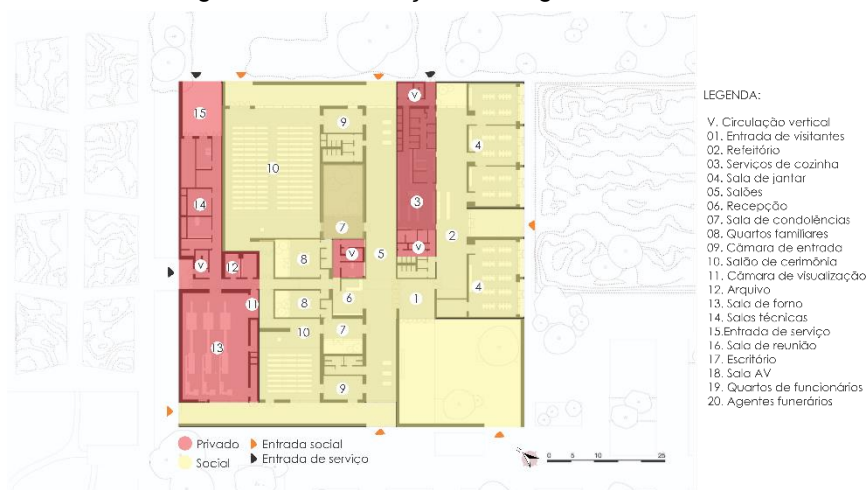 15
9
10
4
14
3
7
2
V
V
V
V
12
8
5
6
1
11
8
4
13
10
7
9
Privado
Entrada social
Social
Entrada de serviço
0 5 10 25
LEGENDA:
V. Circulação vertical
01. Entrada de visitantes
02. Refeitório
03. Serviços de cozinha
04. Sala de jantar
05. Salões
06. Recepção
07. Sala de condolências
08. Quartos familiares
09. Câmara de entrada
10. Salão de cerimônia
11. Câmara de visualização
12. Arquivo
13. Sala de forno
14. Salas técnicas
15.Entrada de serviço
16. Sala de reunião
17. Escritório
18. Sala AV
19. Quartos de funcionários
20. Agentes funerários